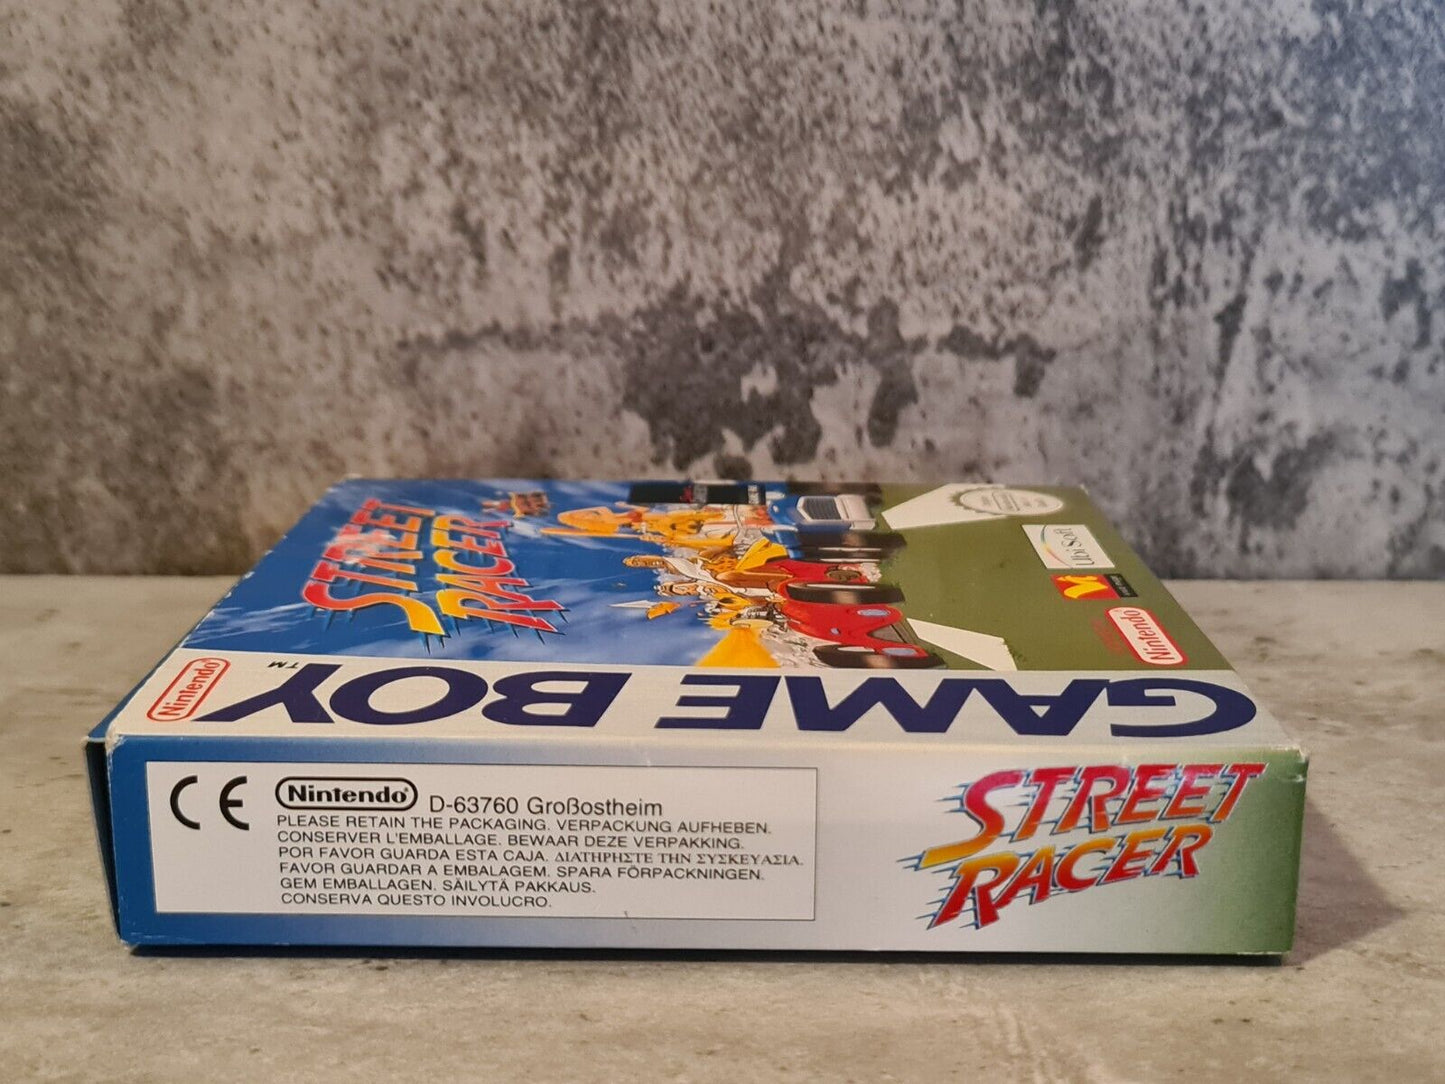 STREET
RACER
Ubi Soft
Nintendo
Nintendo
GAME BOY™
CE
Nintendo D-63760 Großostheim
PLEASE RETAIN THE PACKAGING. VERPACKUNG AUFHEBEN.
CONSERVER L'EMBALLAGE. BEWAAR DEZE VERPAKKING.
POR FAVOR GUARDA ESTA CAJA. ΔΙΑΤΗΡΗΣΤΕ ΤΗΝ ΣΥΣΚΕΥΑΣΙΑ.
FAVOR GUARDAR A EMBALAGEM. SPARA FÖRPACKNINGEN.
GEM EMBALLAGEN. SÄILYTÄ PAKKAUS.
CONSERVA QUESTO INVOLUCRO.
STREET
RACER